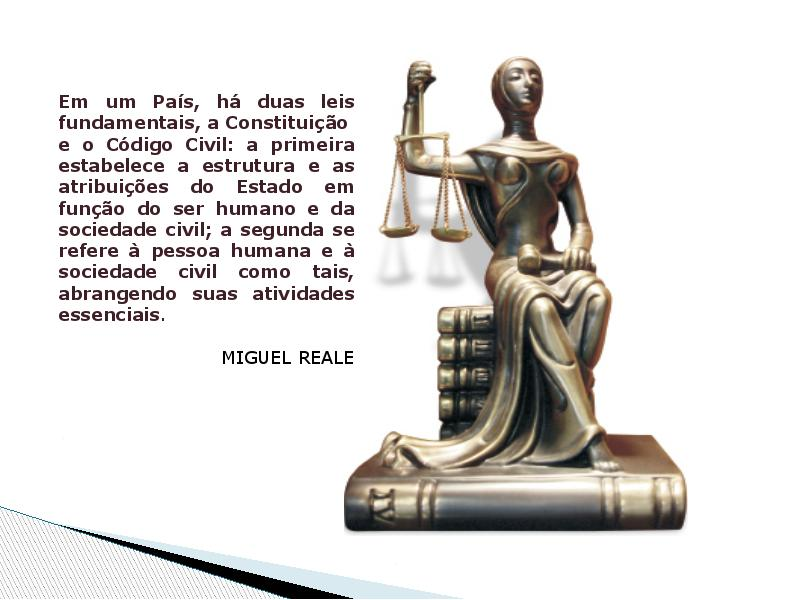 Em um País, há duas leis
fundamentais, a Constituição
e o Código Civil: a primeira
estabelece a estrutura e as
atribuições do Estado em
função do ser humano e da
sociedade civil; a segunda se
refere à pessoa humana e à
sociedade civil como tais,
abrangendo suas atividades
essenciais.
MIGUEL REALE
IV